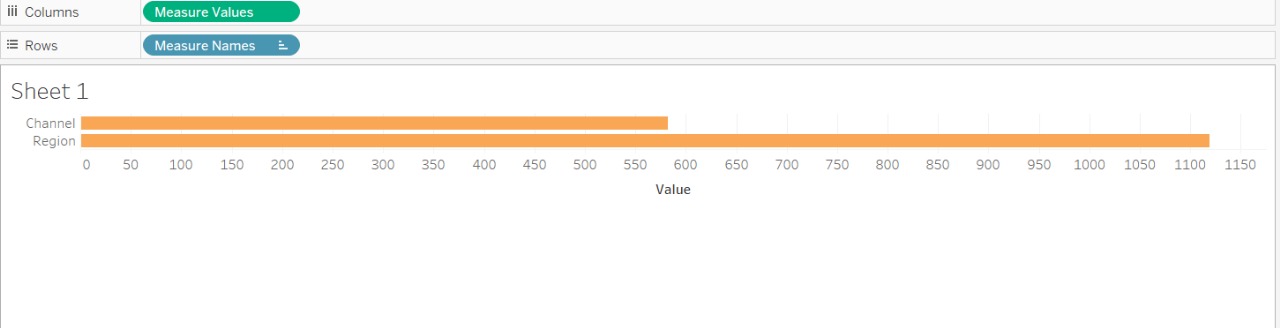 Columns Measure Values
Rows Measure Names
Sheet 1
Channel
Region
0 50 100 150 200 250 300 350 400 450 500 550 600 650 700 750 800 850 900 950 1000 1050 1100 1150
Value